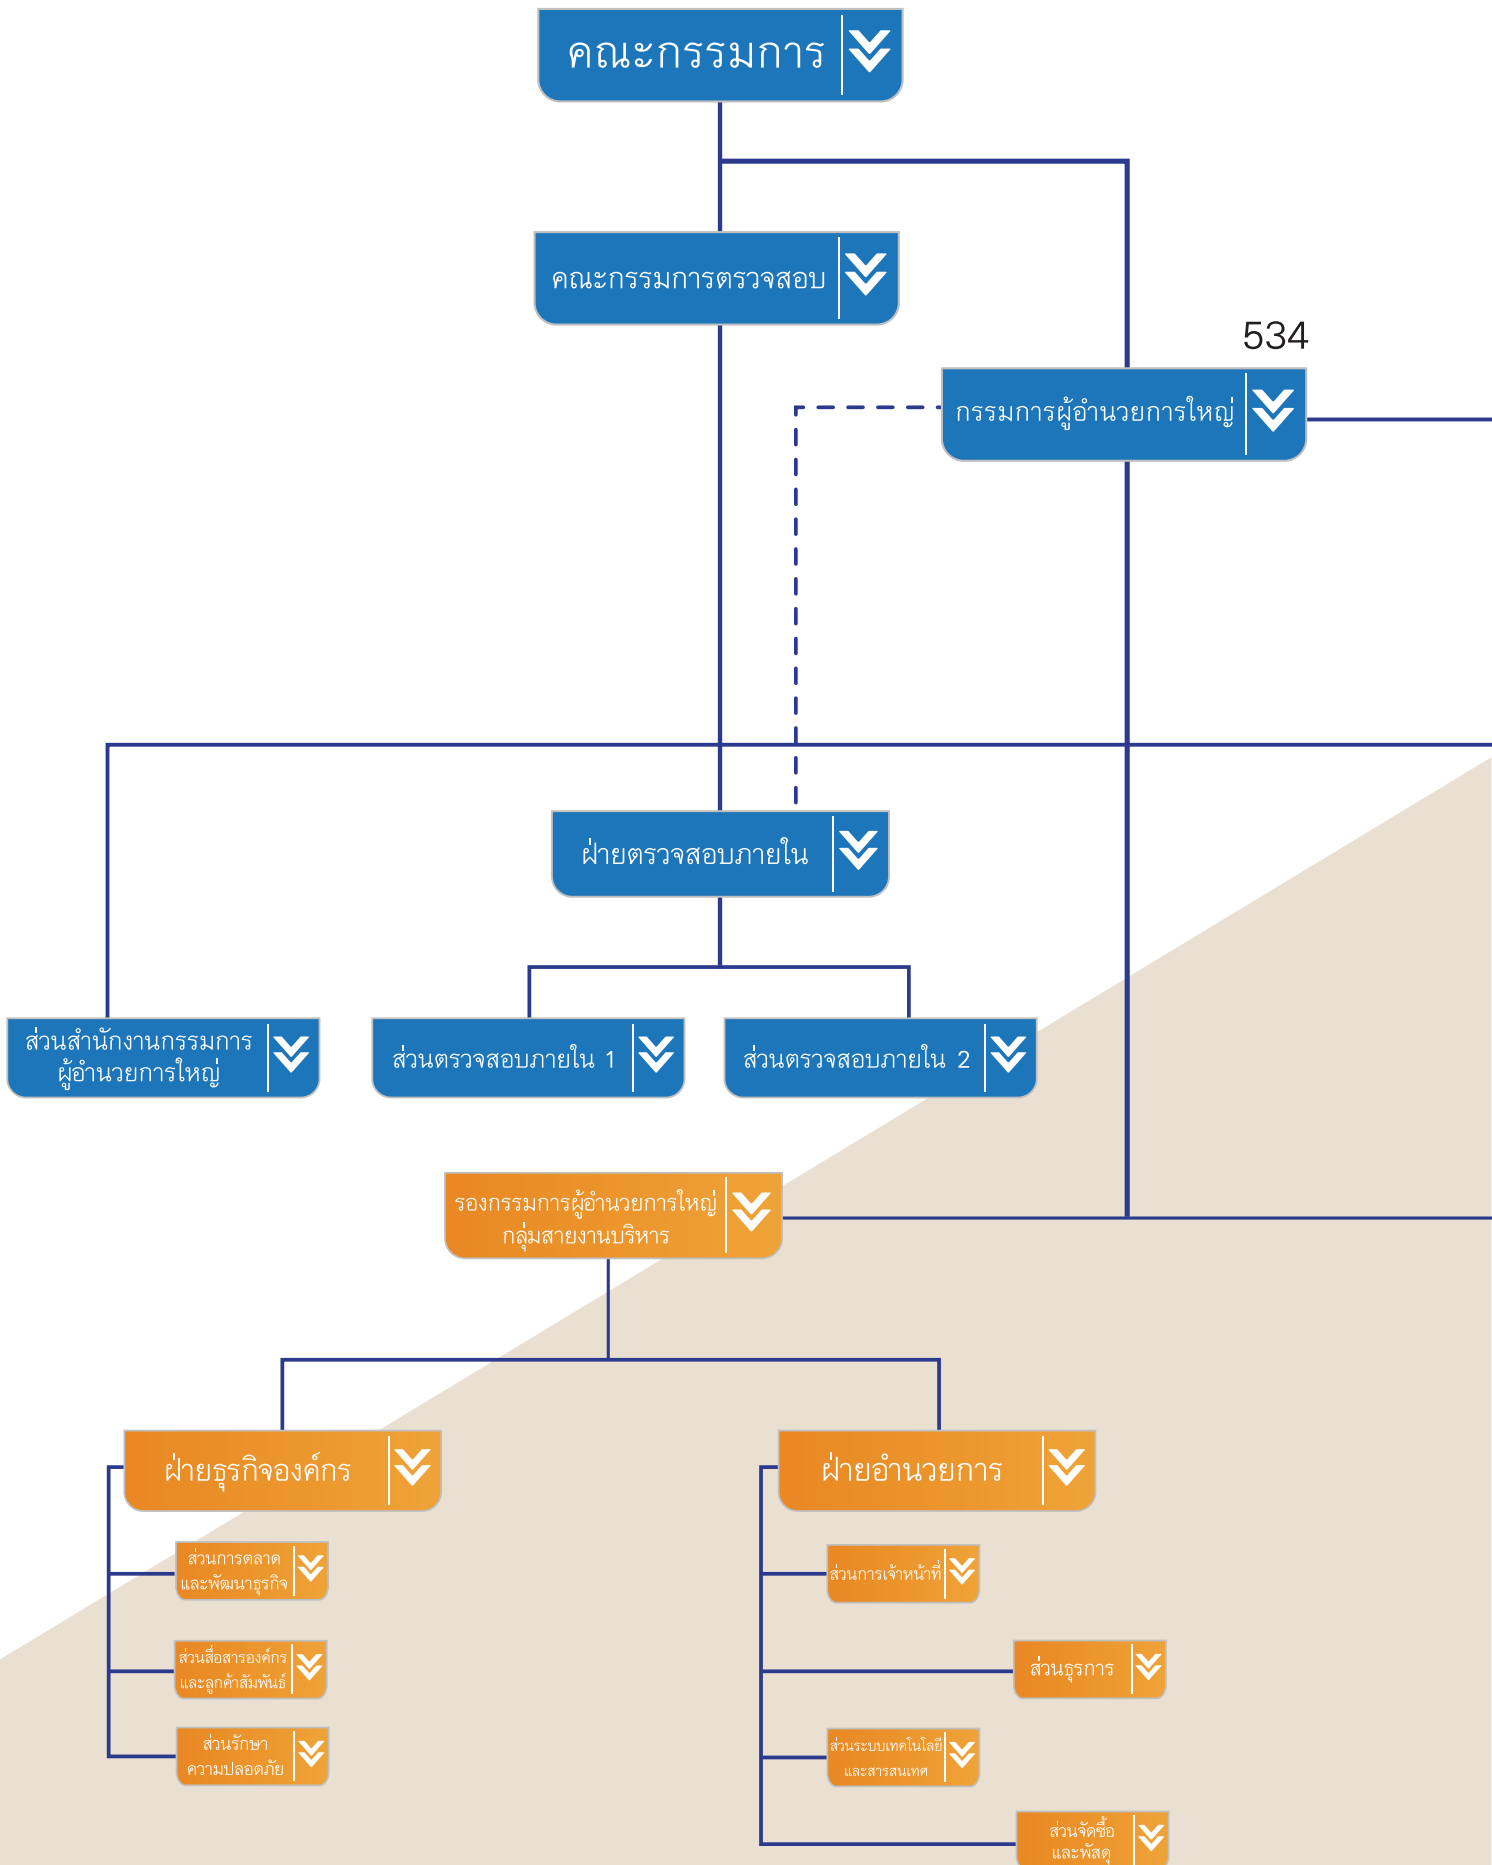 คณะกรรมการ
คณะกรรมการตรวจสอบ
534
กรรมการผู้อำนวยการใหญ่
ฝ่ายตรวจสอบภายใน
ส่วนสำนักงานกรรมการ
ผู้อำนวยการใหญ่
ส่วนตรวจสอบภายใน 1
ส่วนตรวจสอบภายใน 2
รองกรรมการผู้อำนวยการใหญ่
กลุ่มสายงานบริหาร
ฝ่ายธุรกิจองค์กร
ฝ่ายอำนวยการ
ส่วนการตลาด
และพัฒนาธุรกิจ
ส่วนการเจ้าหน้าที่
ส่วนสื่อสารองค์กร
และลูกค้าสัมพันธ์
ส่วนธุรการ
ส่วนรักษา
ความปลอดภัย
ส่วนระบบเทคโนโลยี
และสารสนเทศ
ส่วนจัดซื้อ
และพัสดุ